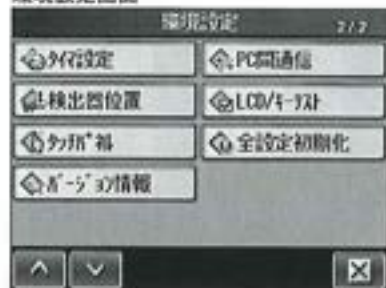 環境設定 2/2
ﾀｲﾏ設定
PC間通信
検出器位置
LCD/ｷｰﾃｽﾄ
ﾀｯﾁﾊﾟﾈﾙ
全設定初期化
ﾊﾞｰｼﾞｮﾝ情報